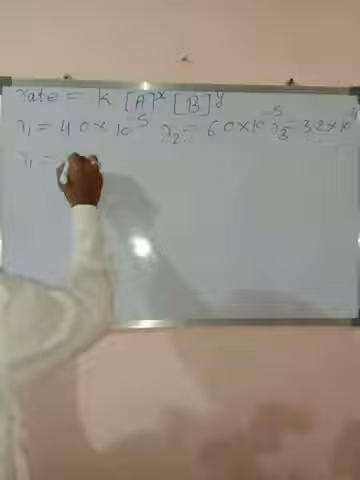 rate = K [A]^x [B]^y
r₁ = 4.0 × 10^-5 r₂ = 6.0 × 10^-5 r₃ = 3.2 × 10^-4
r₁ =